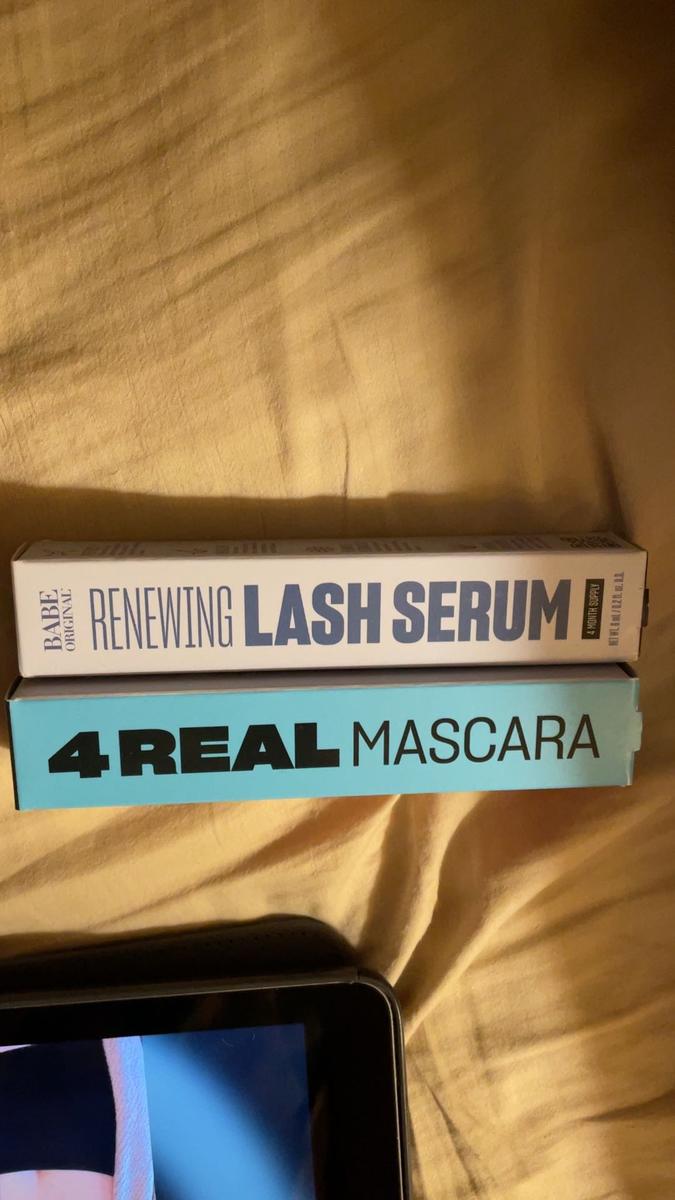 BABE
ORIGINAL
RENEWING LASH SERUM
4 MONTH SUPPLY
4 REAL MASCARA